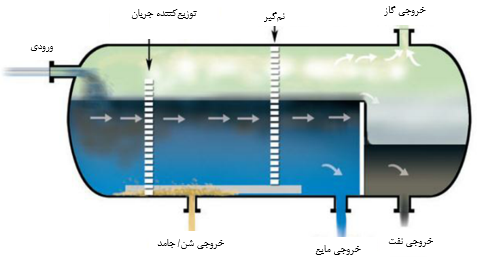 خروجی گاز
نم‌گیر
توزیع‌کننده جریان
ورودی
خروجی نفت
خروجی مایع
خروجی شن/ جامد